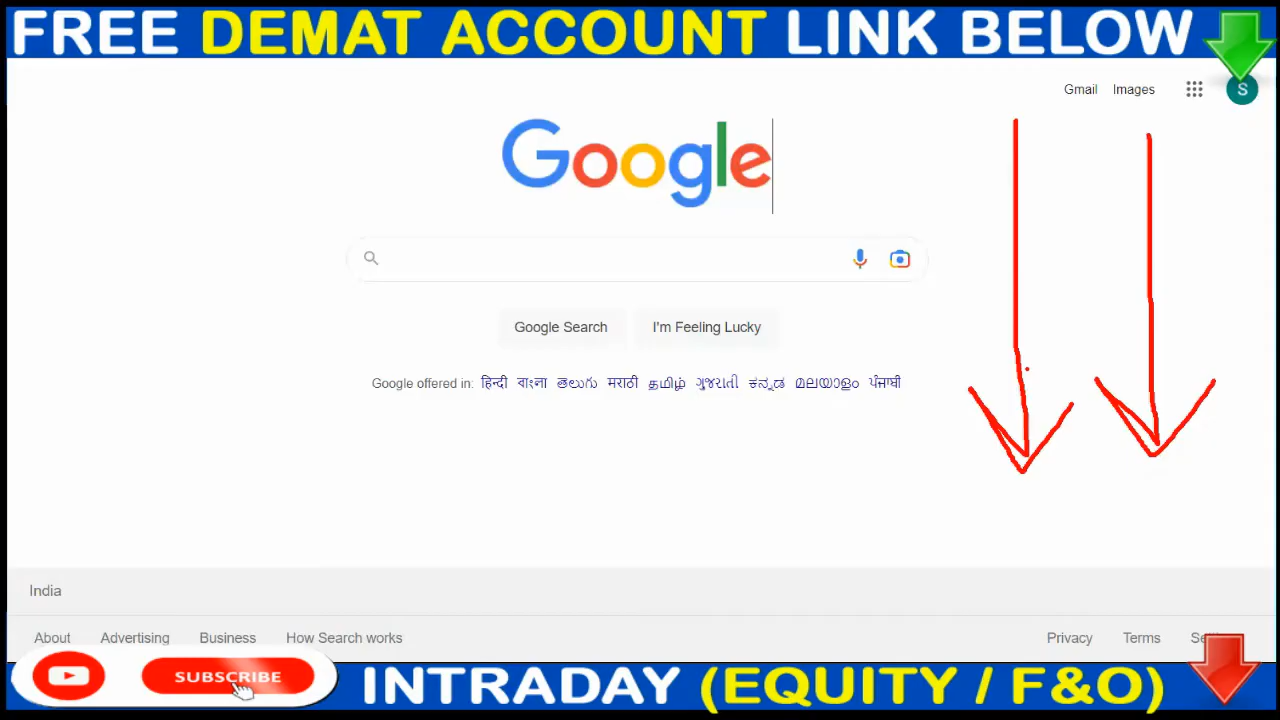 FREE DEMAT ACCOUNT LINK BELOW
Gmail Images S
Google
Google Search I'm Feeling Lucky
Google offered in: हिन्दी বাংলা తెలుగు मराठी தமிழ் ગુજરાતી ಕನ್ನಡ മലയാളം ਪੰਜਾਬੀ
India
About Advertising Business How Search works Privacy Terms
SUBSCRIBE
INTRADAY (EQUITY / F&O)